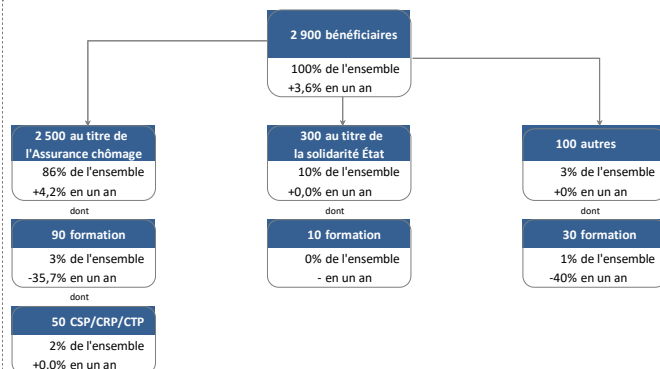 2 900 bénéficiaires
100% de l'ensemble
+3,6% en un an
2 500 au titre de
l'Assurance chômage
86% de l'ensemble
+4,2% en un an
dont
90 formation
3% de l'ensemble
-35,7% en un an
dont
50 CSP/CRP/CTP
2% de l'ensemble
+0,0% en un an
300 au titre de
la solidarité État
10% de l'ensemble
+0,0% en un an
dont
10 formation
0% de l'ensemble
- en un an
100 autres
3% de l'ensemble
+0% en un an
dont
30 formation
1% de l'ensemble
-40% en un an